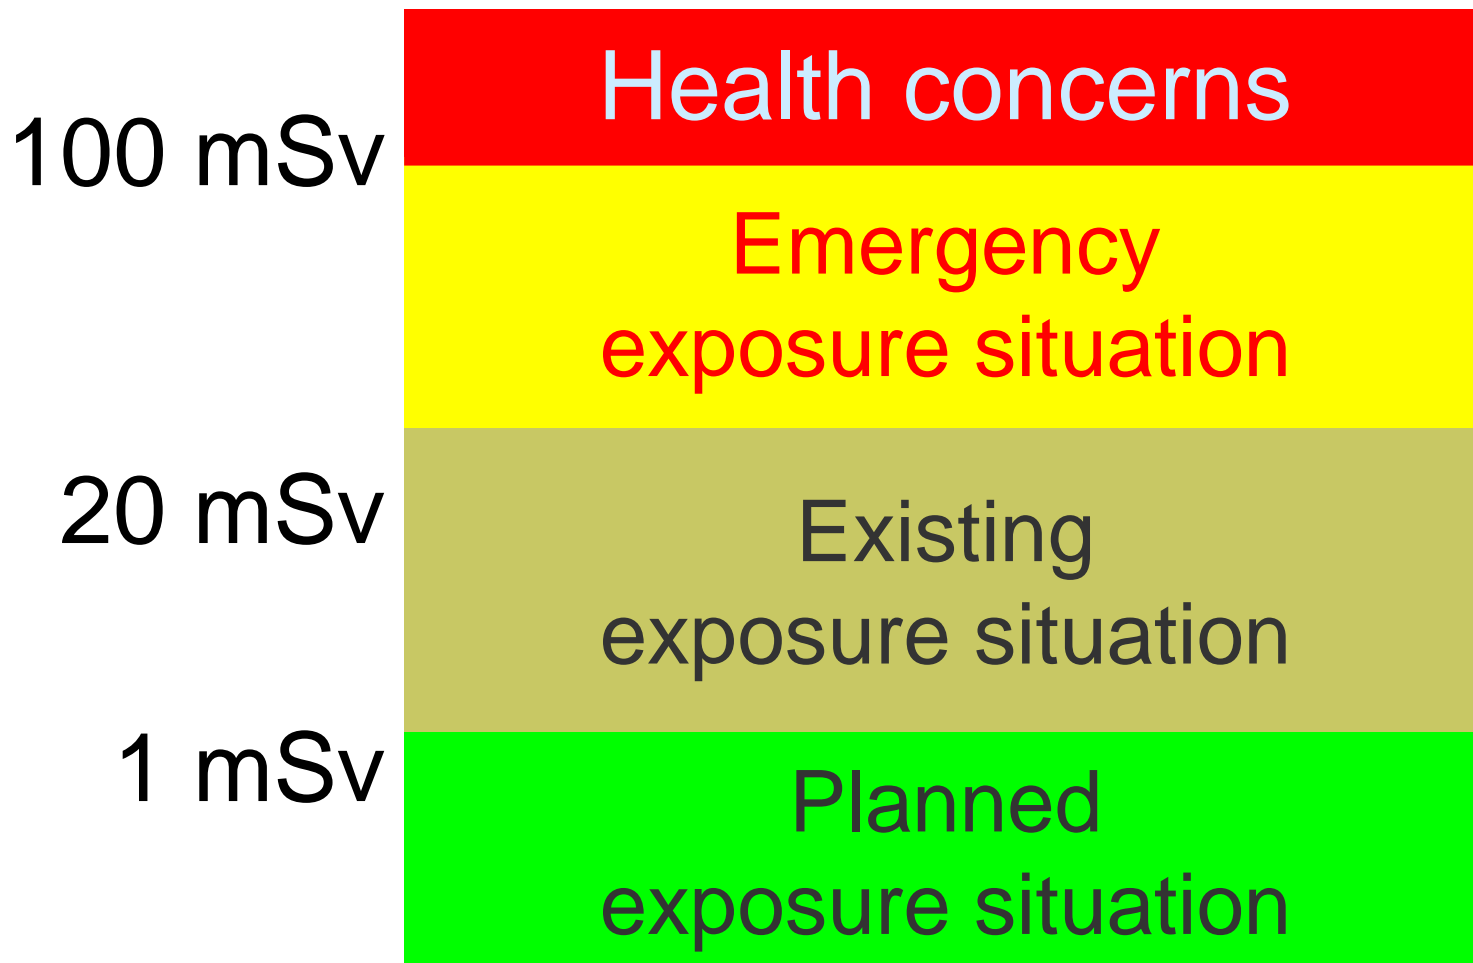 Health concerns
100 mSv
Emergency
exposure situation
20 mSv
Existing
exposure situation
1 mSv
Planned
exposure situation